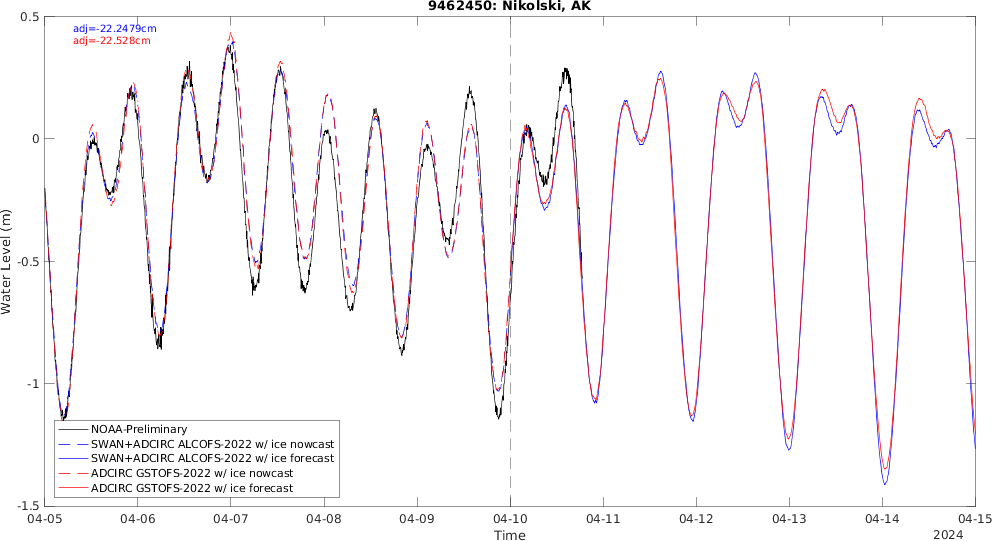 9462450: Nikolski, AK
adj=-22.2479cm
adj=-22.528cm
0.5
0
-0.5
-1
-1.5
Water Level (m)
NOAA-Preliminary
SWAN+ADCIRC ALCOFS-2022 w/ ice nowcast
SWAN+ADCIRC ALCOFS-2022 w/ ice forecast
ADCIRC GSTOFS-2022 w/ ice nowcast
ADCIRC GSTOFS-2022 w/ ice forecast
04-05 04-06 04-07 04-08 04-09 04-10 04-11 04-12 04-13 04-14 04-15
Time
2024